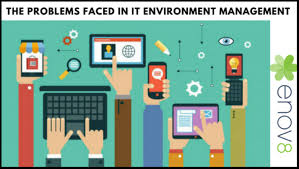 THE PROBLEMS FACED IN IT ENVIRONMENT MANAGEMENT
enov8